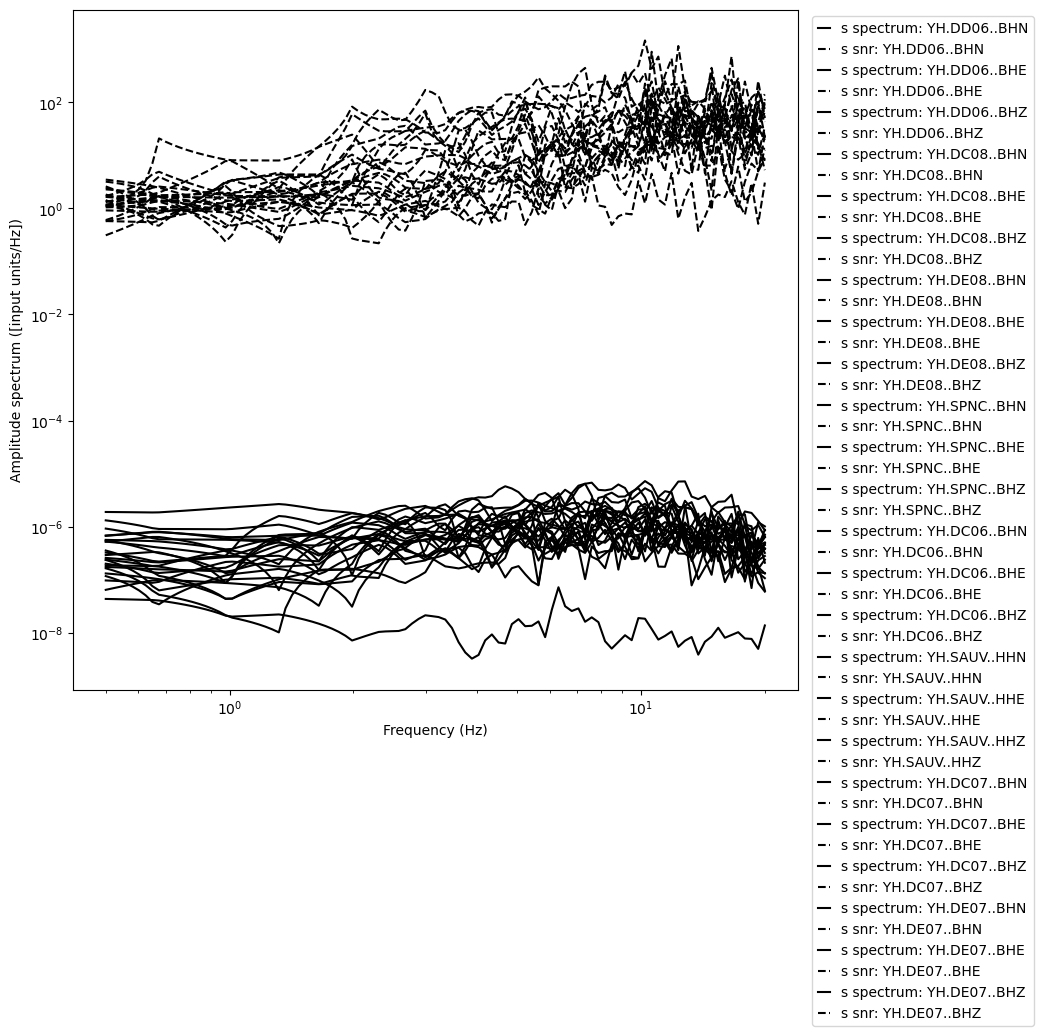 10^2
10^0
10^-2
10^-4
10^-6
10^-8
Amplitude spectrum ([input units/Hz])
10^0
10^1
Frequency (Hz)
s spectrum: YH.DD06..BHN
s snr: YH.DD06..BHN
s spectrum: YH.DD06..BHE
s snr: YH.DD06..BHE
s spectrum: YH.DD06..BHZ
s snr: YH.DD06..BHZ
s spectrum: YH.DC08..BHN
s snr: YH.DC08..BHN
s spectrum: YH.DC08..BHE
s snr: YH.DC08..BHE
s spectrum: YH.DC08..BHZ
s snr: YH.DC08..BHZ
s spectrum: YH.DE08..BHN
s snr: YH.DE08..BHN
s spectrum: YH.DE08..BHE
s snr: YH.DE08..BHE
s spectrum: YH.DE08..BHZ
s snr: YH.DE08..BHZ
s spectrum: YH.SPNC..BHN
s snr: YH.SPNC..BHN
s spectrum: YH.SPNC..BHE
s snr: YH.SPNC..BHE
s spectrum: YH.SPNC..BHZ
s snr: YH.SPNC..BHZ
s spectrum: YH.DC06..BHN
s snr: YH.DC06..BHN
s spectrum: YH.DC06..BHE
s snr: YH.DC06..BHE
s spectrum: YH.DC06..BHZ
s snr: YH.DC06..BHZ
s spectrum: YH.SAUV..HHN
s snr: YH.SAUV..HHN
s spectrum: YH.SAUV..HHE
s snr: YH.SAUV..HHE
s spectrum: YH.SAUV..HHZ
s snr: YH.SAUV..HHZ
s spectrum: YH.DC07..BHN
s snr: YH.DC07..BHN
s spectrum: YH.DC07..BHE
s snr: YH.DC07..BHE
s spectrum: YH.DC07..BHZ
s snr: YH.DC07..BHZ
s spectrum: YH.DE07..BHN
s snr: YH.DE07..BHN
s spectrum: YH.DE07..BHE
s snr: YH.DE07..BHE
s spectrum: YH.DE07..BHZ
s snr: YH.DE07..BHZ